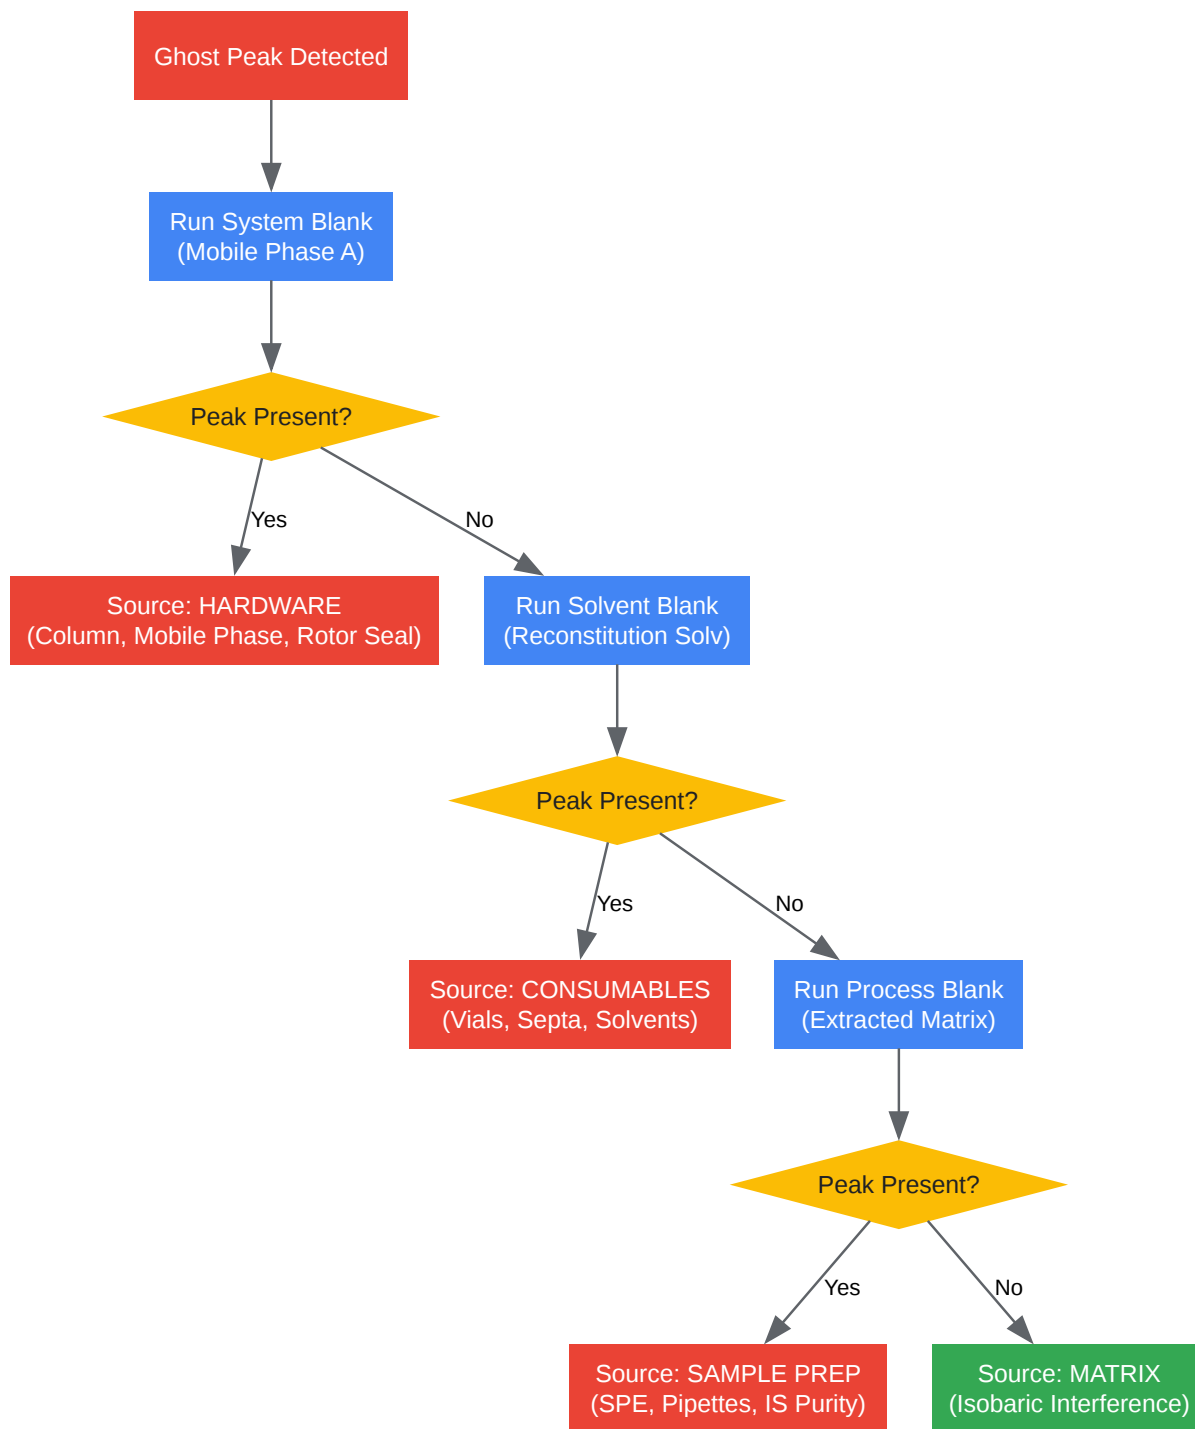 Ghost Peak Detected
Run System Blank
(Mobile Phase A)
Peak Present?
Yes
No
Source: HARDWARE
(Column, Mobile Phase, Rotor Seal)
Run Solvent Blank
(Reconstitution Solv)
Peak Present?
Yes
No
Source: CONSUMABLES
(Vials, Septa, Solvents)
Run Process Blank
(Extracted Matrix)
Peak Present?
Yes
No
Source: SAMPLE PREP
(SPE, Pipettes, IS Purity)
Source: MATRIX
(Isobaric Interference)